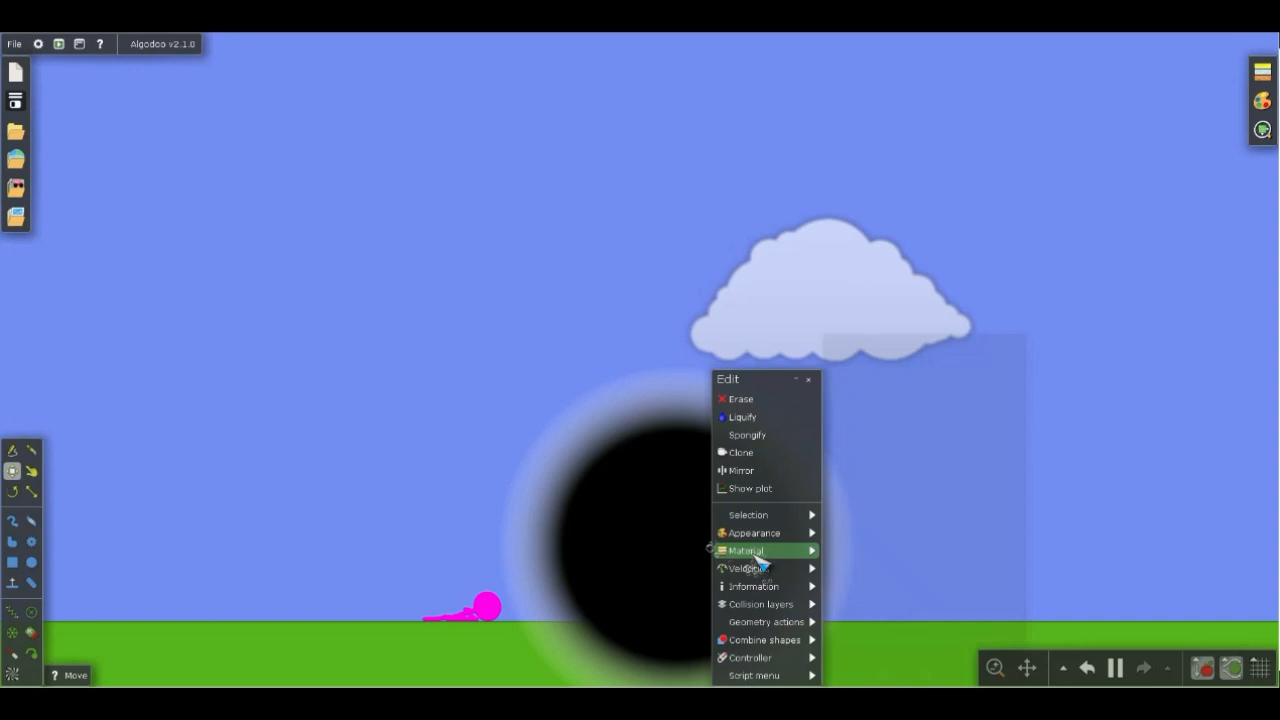 File
?
Algodoo v2.1.0
Edit
Erase
Liquify
Spongify
Clone
Mirror
Show plot
Selection
Appearance
Material
Information
Collision layers
Geometry actions
Combine shapes
Controller
Script menu
? Move